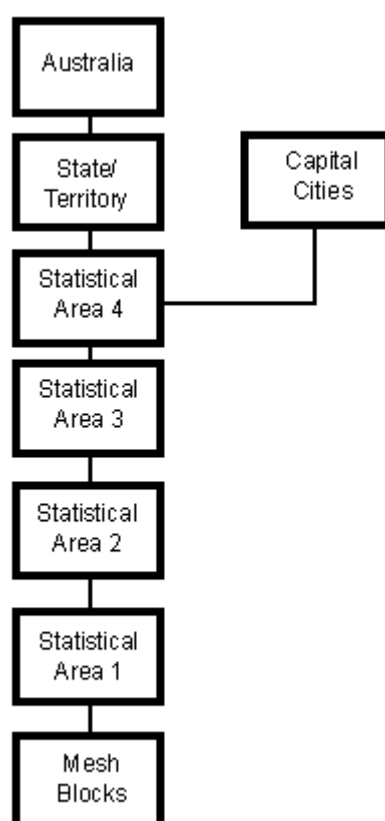 Australia
State/
Territory
Capital
Cities
Statistical
Area 4
Statistical
Area 3
Statistical
Area 2
Statistical
Area 1
Mesh
Blocks